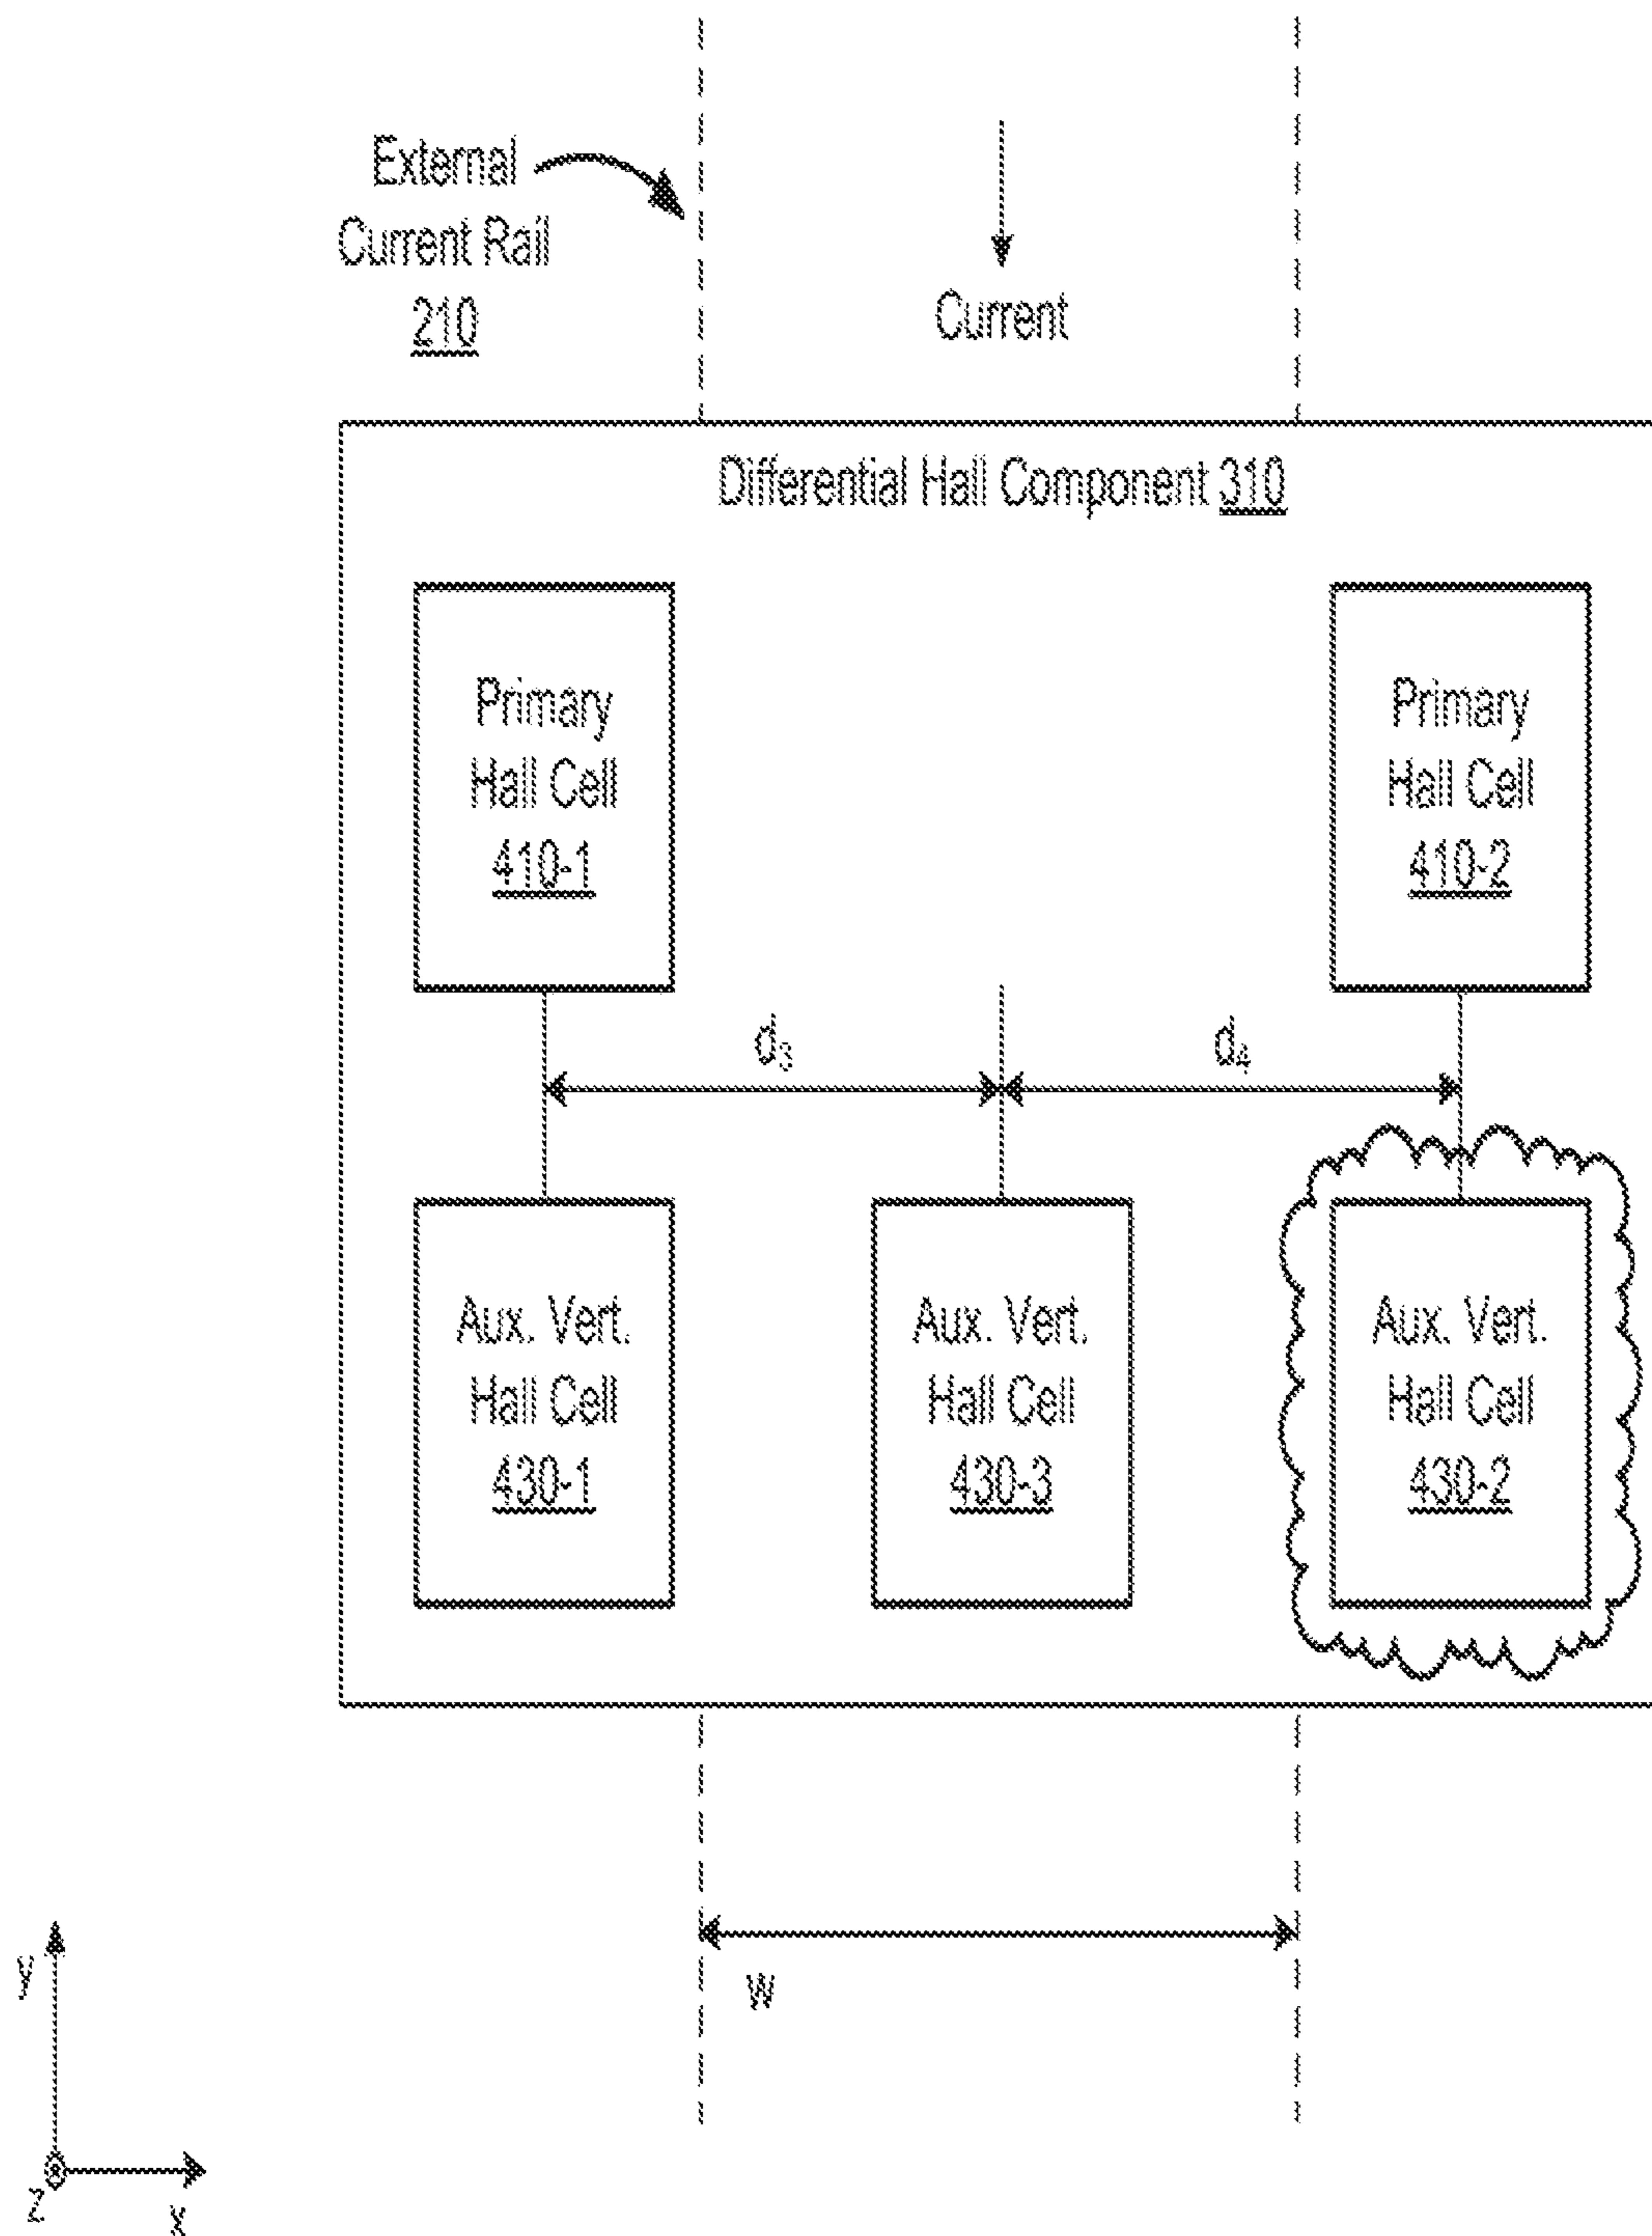 External
Current Rail
210
Current
Differential Hall Component 310
Primary
Hall Cell
410-1
Primary
Hall Cell
410-2
d₃
d₄
Aux. Vert.
Hall Cell
430-1
Aux. Vert.
Hall Cell
430-3
Aux. Vert.
Hall Cell
430-2
w
y
z
x